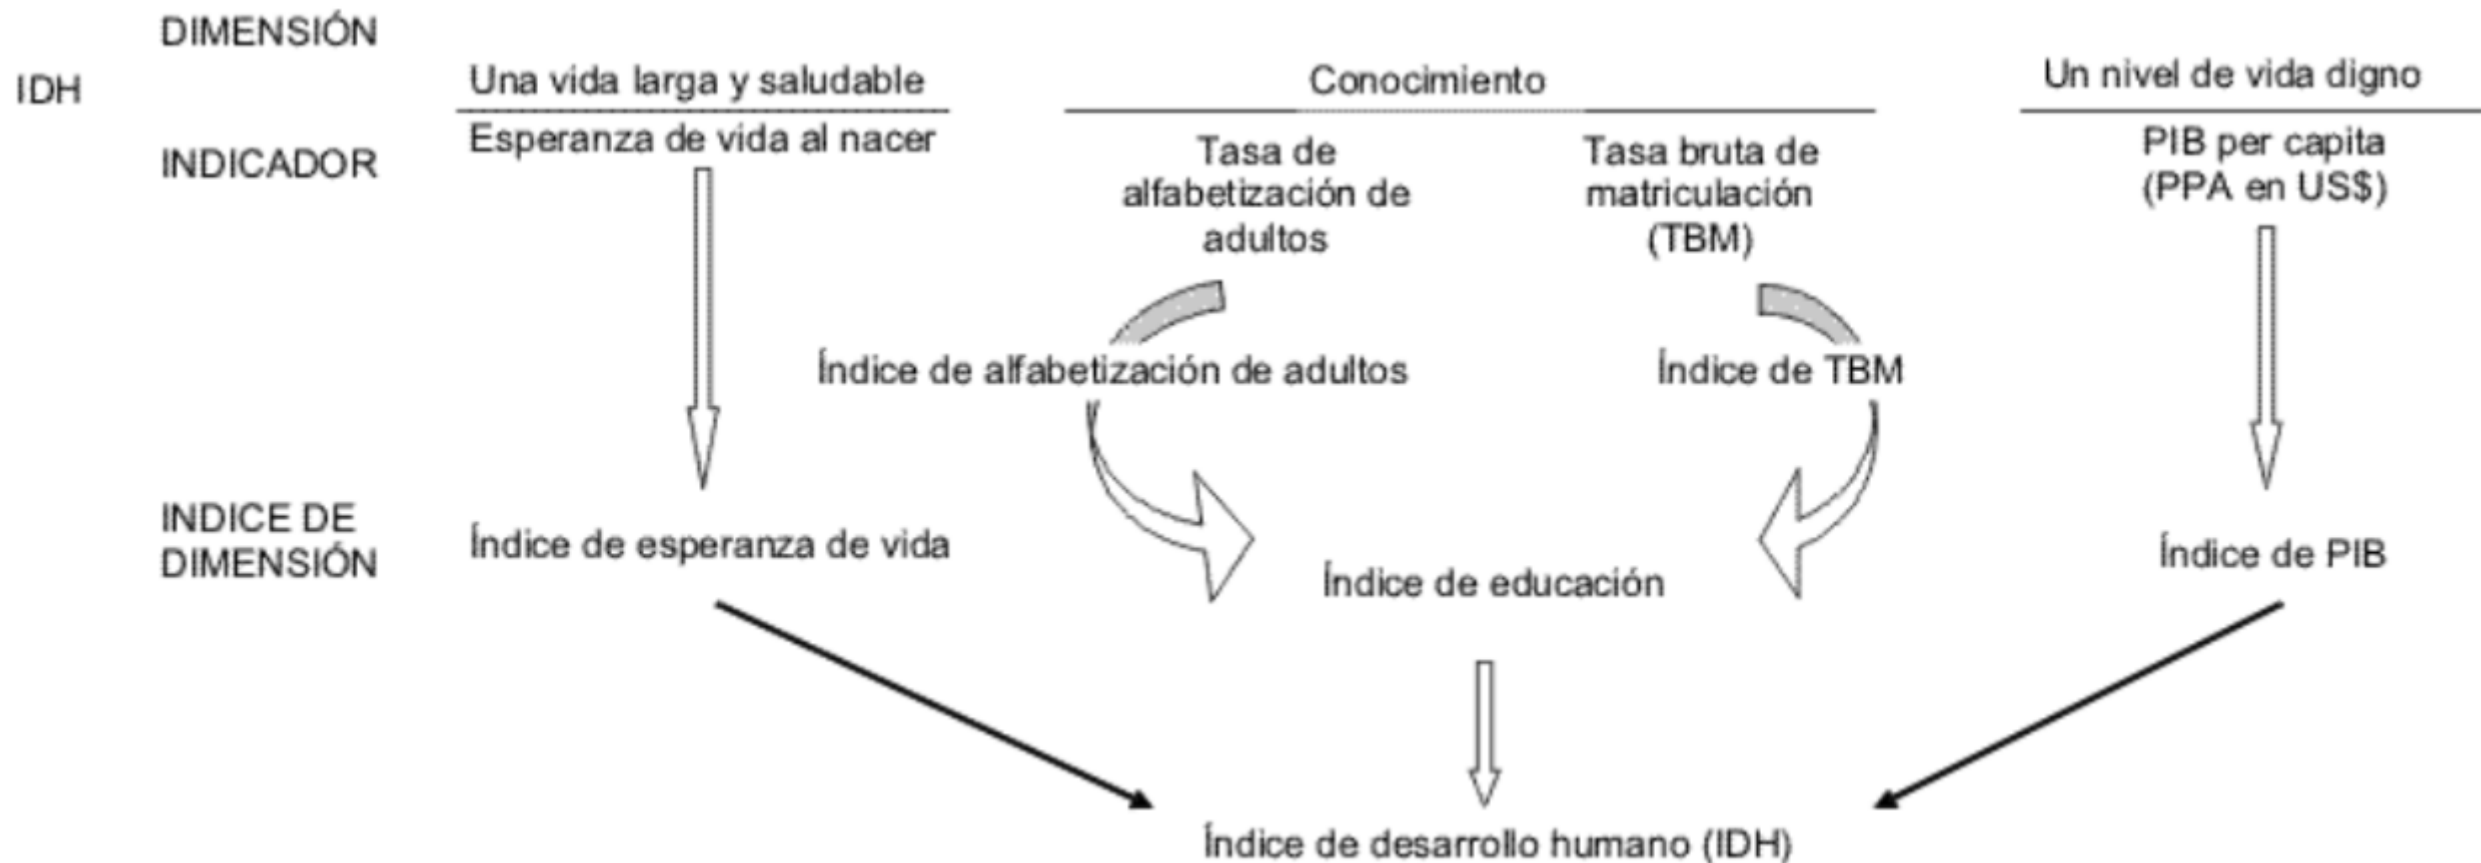 DIMENSIÓN
IDH
Una vida larga y saludable
Conocimiento
Un nivel de vida digno
INDICADOR
Esperanza de vida al nacer
Tasa de
alfabetización de
adultos
Tasa bruta de
matriculación
(TBM)
PIB per capita
(PPA en US$)
Índice de alfabetización de adultos
Índice de TBM
INDICE DE
DIMENSIÓN
Índice de esperanza de vida
Índice de educación
Índice de PIB
Índice de desarrollo humano (IDH)